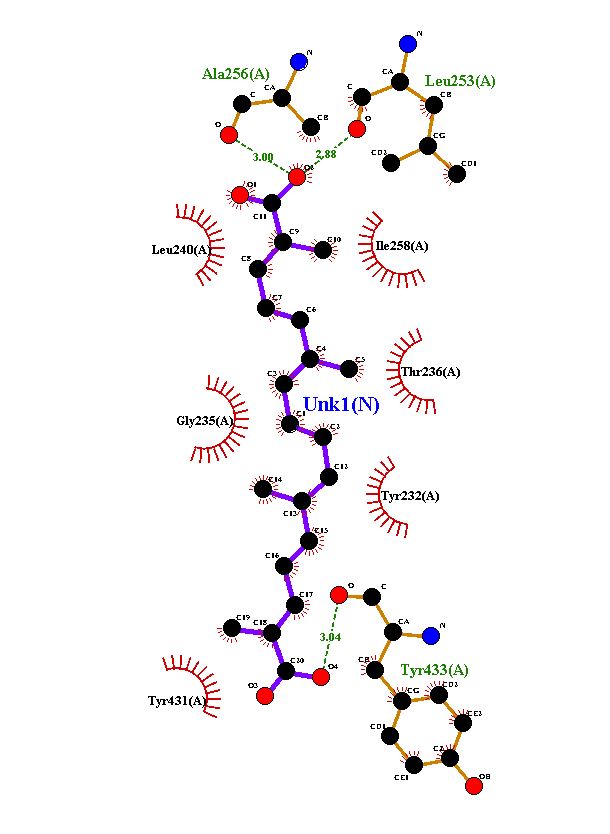 N
N
Ala256(A)
C
CA
CA
Leu253(A)
C
CB
O
CB
O
CG
3.00
2.88
CD2
CD1
O1
C11
C9
Leu240(A)
C10
Ile258(A)
C8
C7
C6
C4
C5
Thr236(A)
C3
Unk1(N)
Gly235(A)
C1
C2
C12
C14
Tyr232(A)
C13
C15
C16
O
C
C17
CA
N
C19
C18
3.04
C20
O4
CB
Tyr433(A)
O3
Tyr431(A)
CG
CD2
CE2
CD1
CZ
CE1
OH